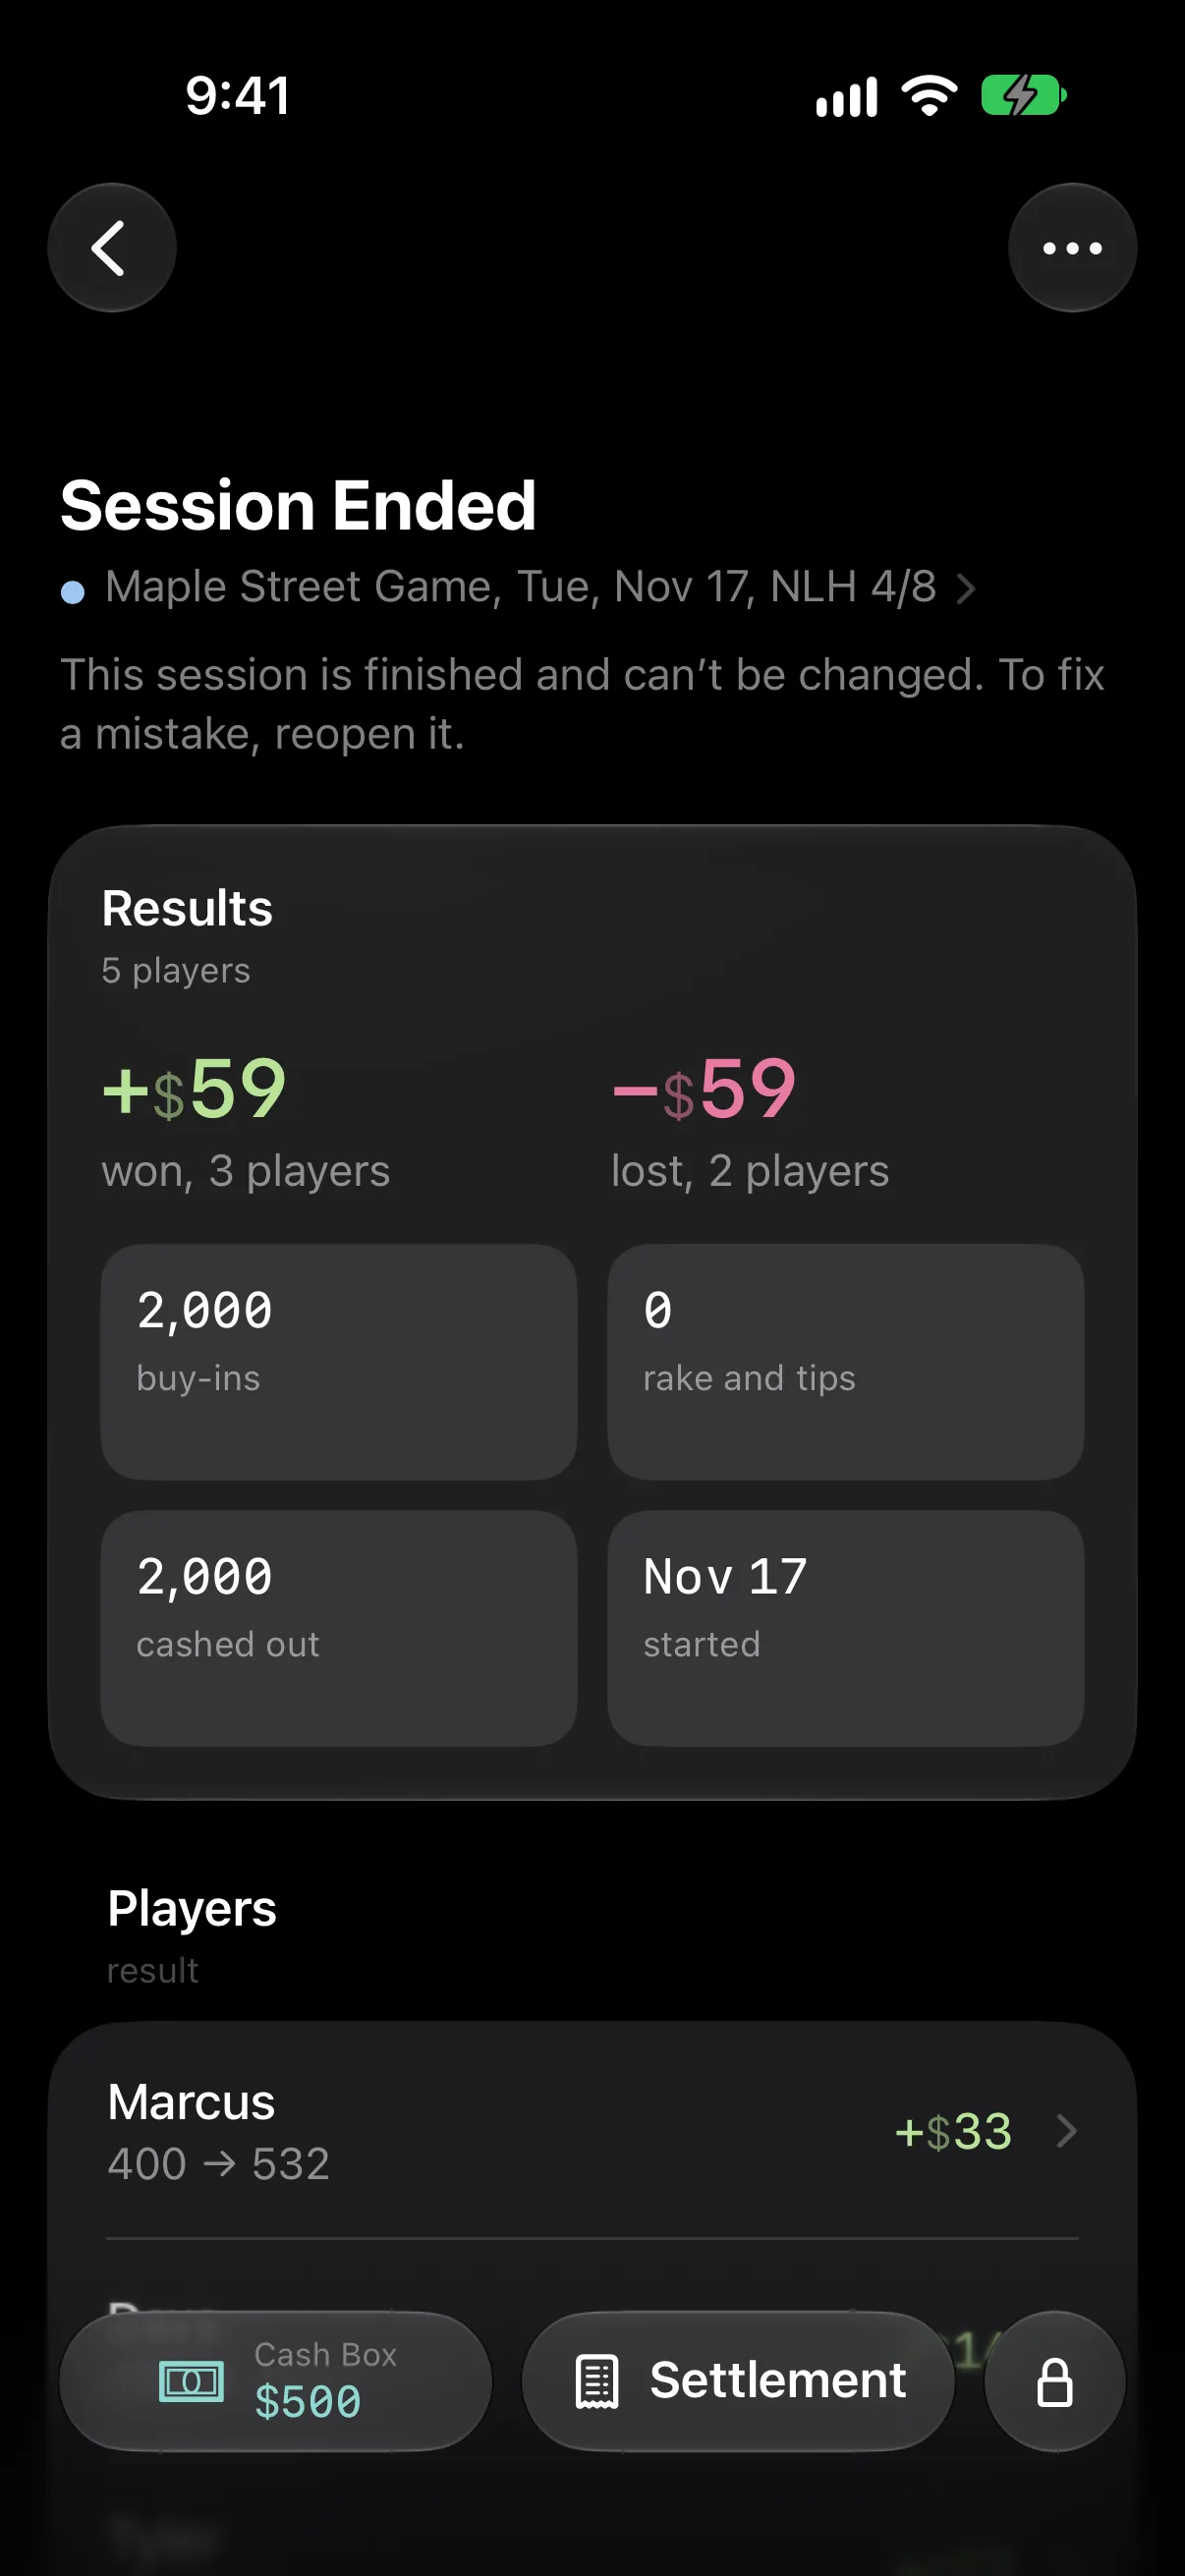 9:41
Session Ended
Maple Street Game, Tue, Nov 17, NLH 4/8
This session is finished and can’t be changed. To fix
a mistake, reopen it.
Results
5 players
+$59
−$59
won, 3 players
lost, 2 players
2,000
buy-ins
0
rake and tips
2,000
cashed out
Nov 17
started
Players
result
Marcus
400 → 532
+$33
Cash Box
$500
Settlement
Tyler